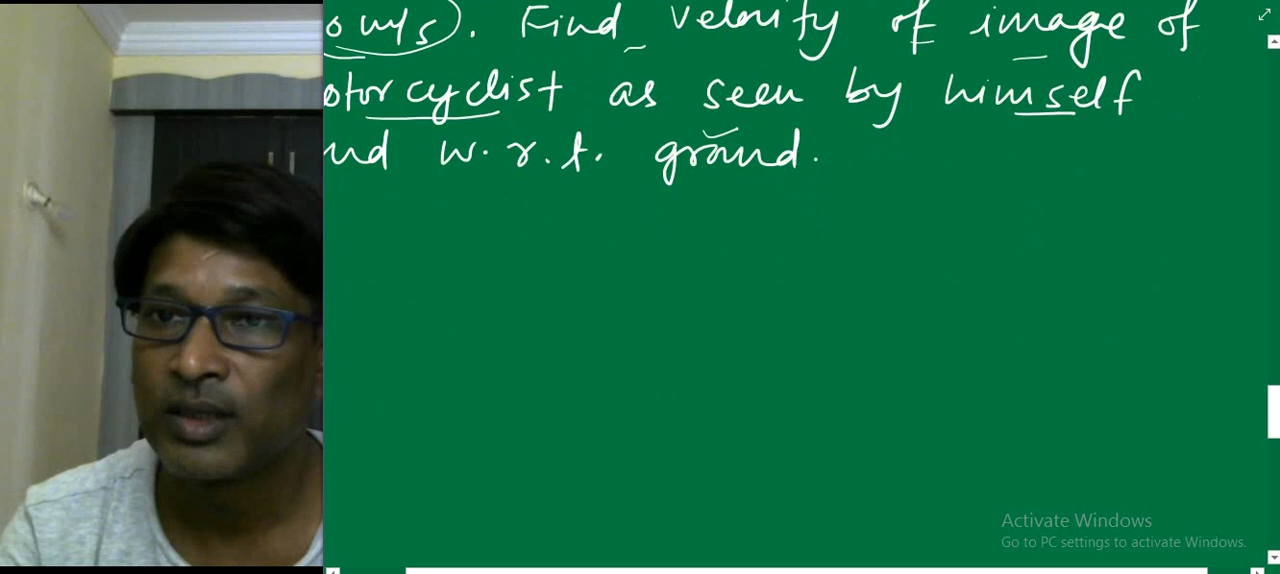 0 m/s). Find velocity of image of
otorcyclist as seen by himself
nd w.r.t. ground.
Activate Windows
Go to PC settings to activate Windows.